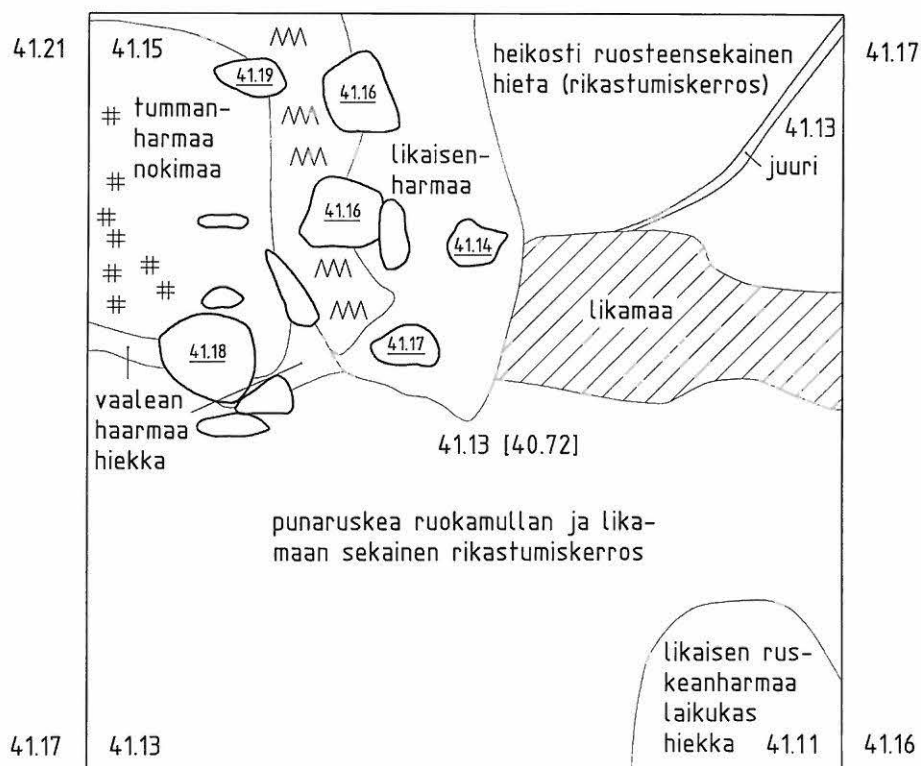 41.21
41.15
41.17
41.19
41.16
heikosti ruosteensekainen
hieta (rikastumiskerros)
tumman-
harmaa
nokimaa
likaisen-
harmaa
41.13
juuri
41.16
41.14
likamaa
41.18
41.17
vaalean
haarmaa
hiekka
41.13 [40.72]
punaruskea ruokamullan ja lika-
maan sekainen rikastumiskerros
likaisen rus-
keanharmaa
laikukas
hiekka
41.17
41.13
41.11
41.16